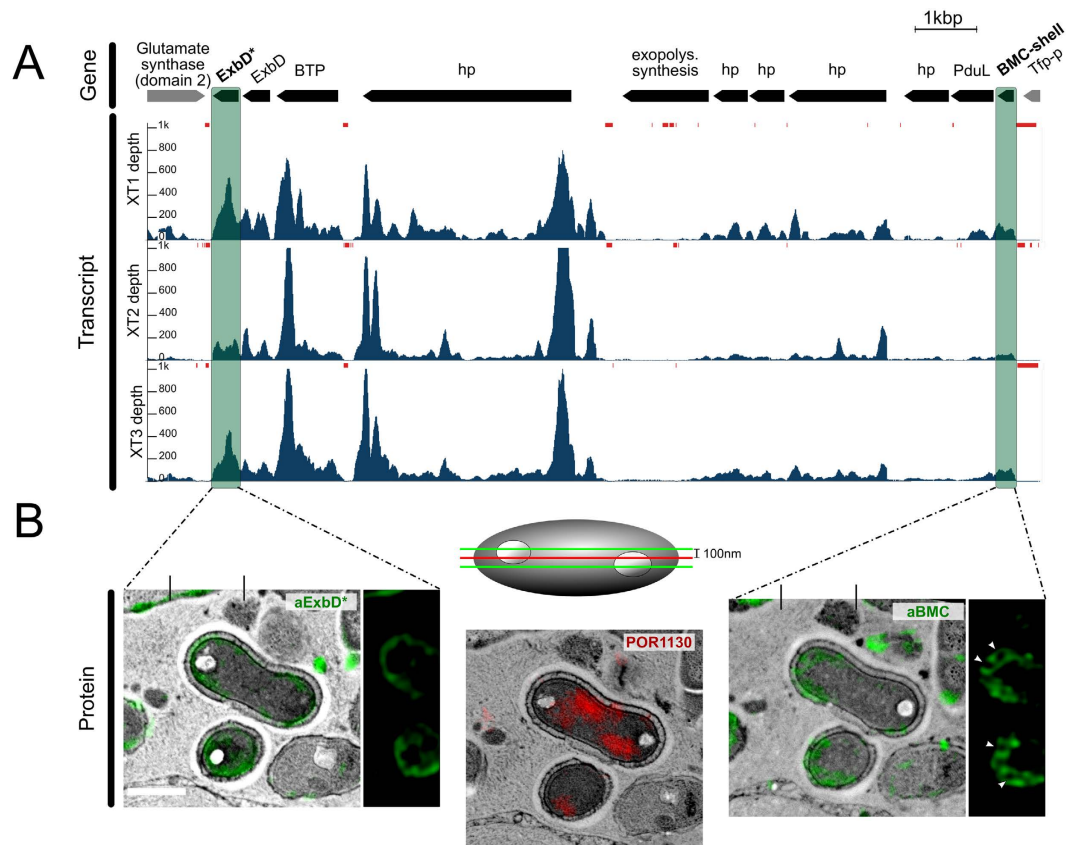 1kbp
A
Gene
Glutamate
synthase
(domain 2)
ExbD*
ExbD
BTP
hp
exopolys.
synthesis
hp
hp
hp
hp
PduL
BMC-shell
Tfp-p
Transcript
XT1 depth
1k
800
600
400
200
0
XT2 depth
1k
800
600
400
200
0
XT3 depth
1k
800
600
400
200
0
B
100nm
Protein
aExbD*
POR1130
aBMC